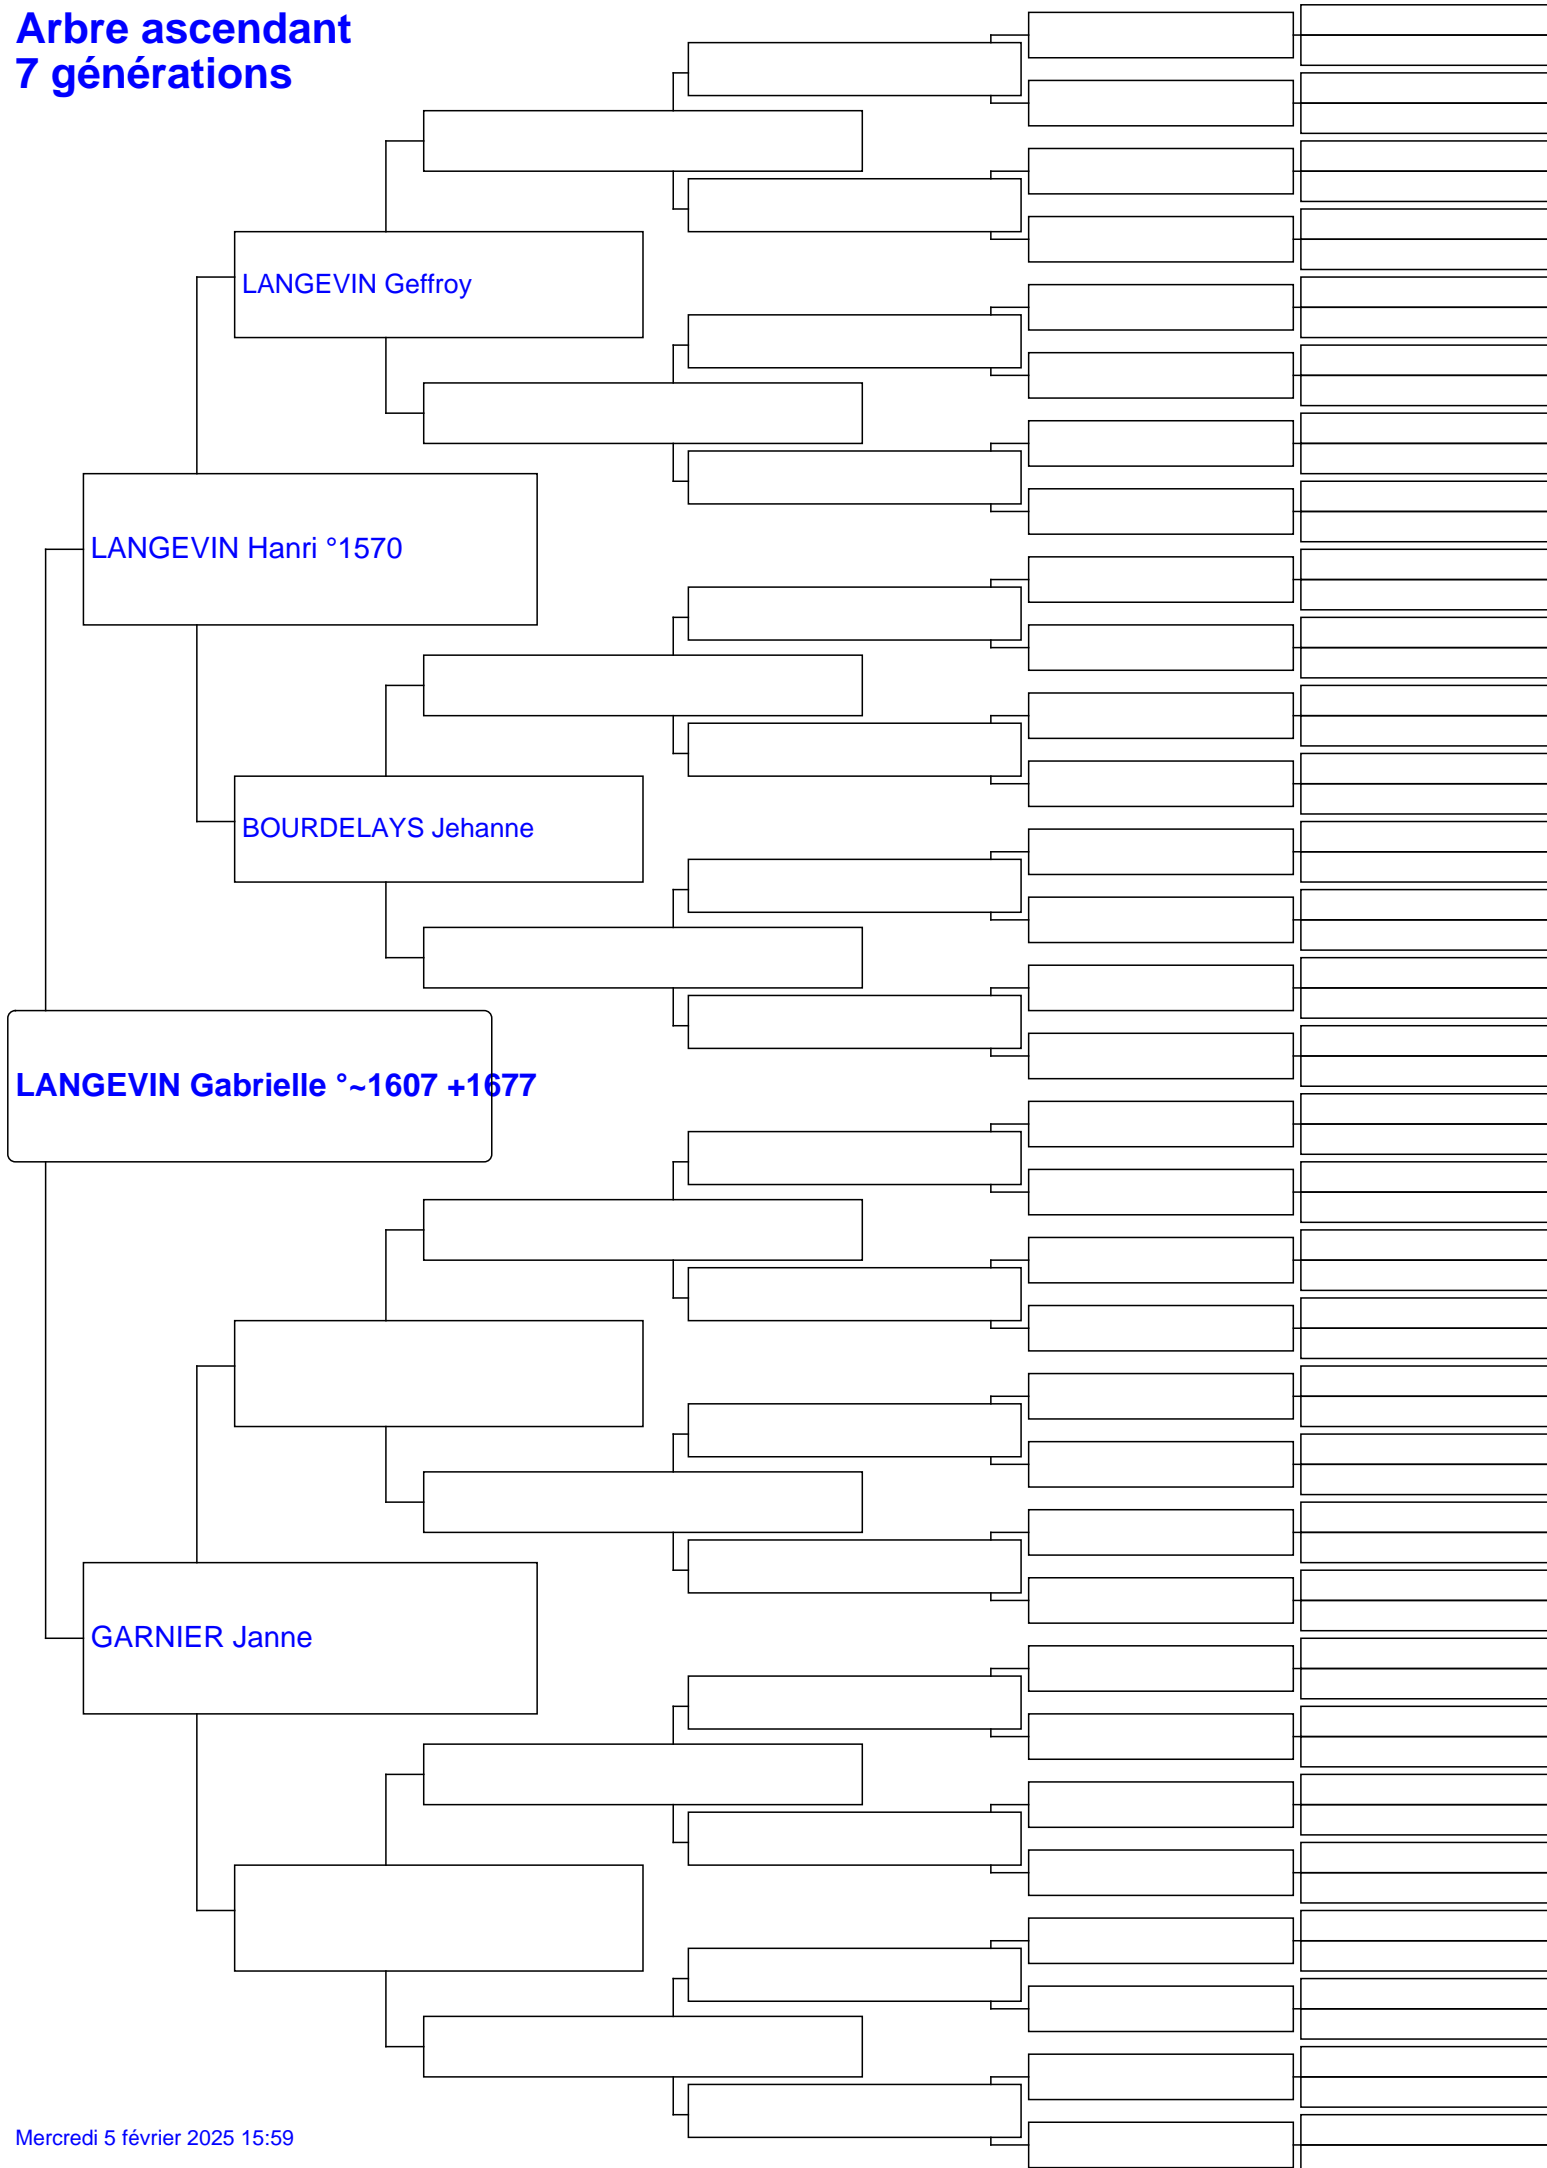 Arbre ascendant
7 générations
LANGEVIN Geffroy
LANGEVIN Hanri °1570
BOURDELAYS Jehanne
LANGEVIN Gabrielle °~1607 +1677
GARNIER Janne
Mercredi 5 février 2025 15:59